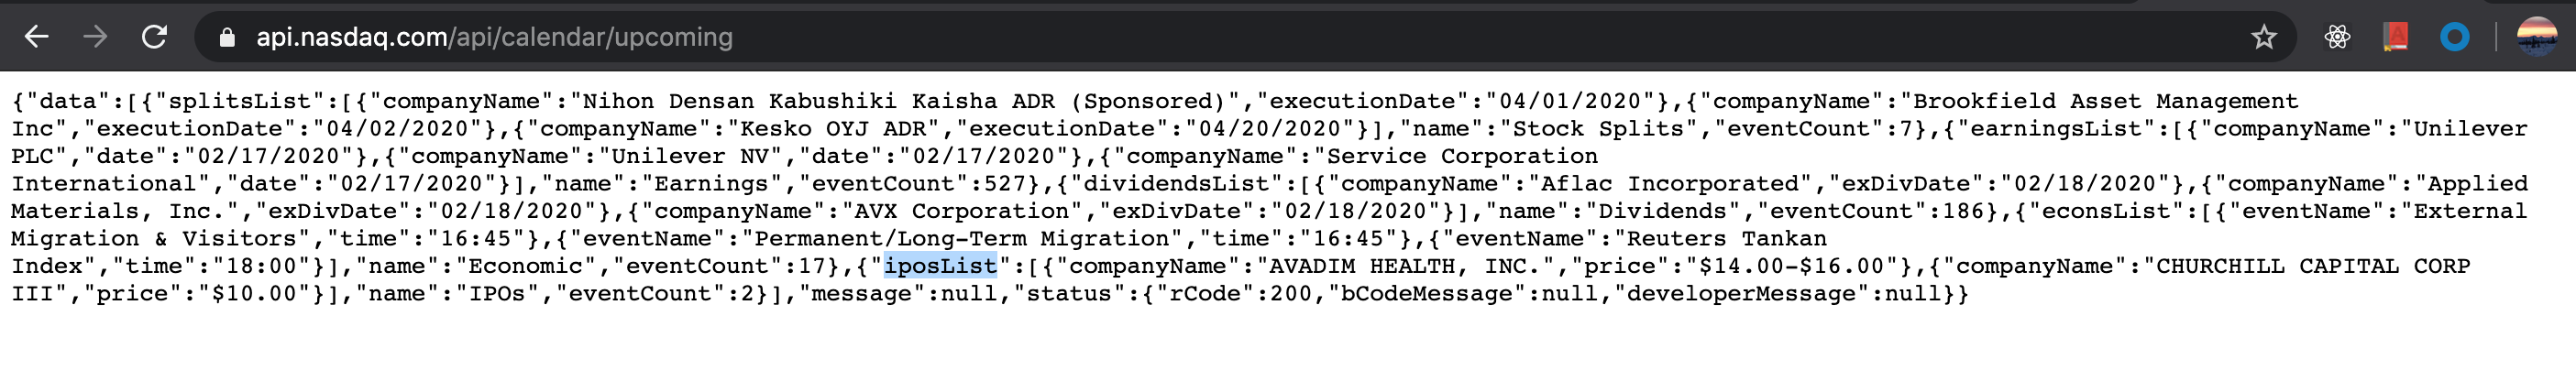 api.nasdaq.com/api/calendar/upcoming
{"data":[{"splitsList":[{"companyName":"Nihon Densan Kabushiki Kaisha ADR (Sponsored)","executionDate":"04/01/2020"},{"companyName":"Brookfield Asset Management
Inc","executionDate":"04/02/2020"},{"companyName":"Kesko OYJ ADR","executionDate":"04/20/2020"}],"name":"Stock Splits","eventCount":7},{"earningsList":[{"companyName":"Unilever
PLC","date":"02/17/2020"},{"companyName":"Unilever NV","date":"02/17/2020"},{"companyName":"Service Corporation
International","date":"02/17/2020"}],"name":"Earnings","eventCount":527},{"dividendsList":[{"companyName":"Aflac Incorporated","exDivDate":"02/18/2020"},{"companyName":"Applied
Materials, Inc.","exDivDate":"02/18/2020"},{"companyName":"AVX Corporation","exDivDate":"02/18/2020"}],"name":"Dividends","eventCount":186},{"econsList":[{"eventName":"External
Migration & Visitors","time":"16:45"},{"eventName":"Permanent/Long-Term Migration","time":"16:45"},{"eventName":"Reuters Tankan
Index","time":"18:00"}],"name":"Economic","eventCount":17},{"iposList":[{"companyName":"AVADIM HEALTH, INC.","price":"$14.00-$16.00"},{"companyName":"CHURCHILL CAPITAL CORP
III","price":"$10.00"}],"name":"IPOs","eventCount":2}],"message":null,"status":{"rCode":200,"bCodeMessage":null,"developerMessage":null}}